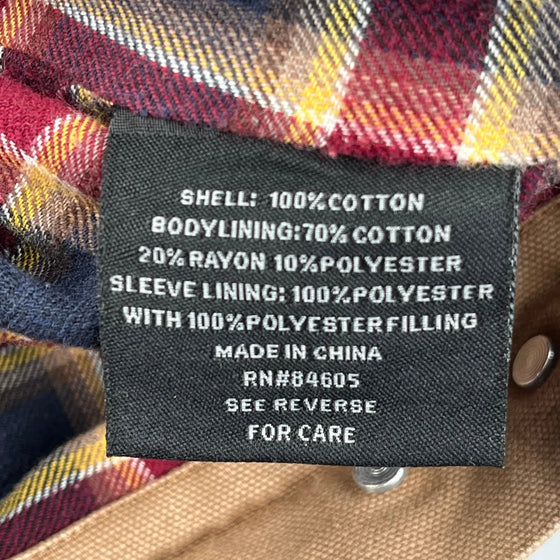 SHELL: 100%COTTON
BODYLINING:70% COTTON
20% RAYON 10%POLYESTER
SLEEVE LINING: 100%POLYESTER
WITH 100%POLYESTERFILLING
MADE IN CHINA
RN#84605
SEE REVERSE
FOR CARE